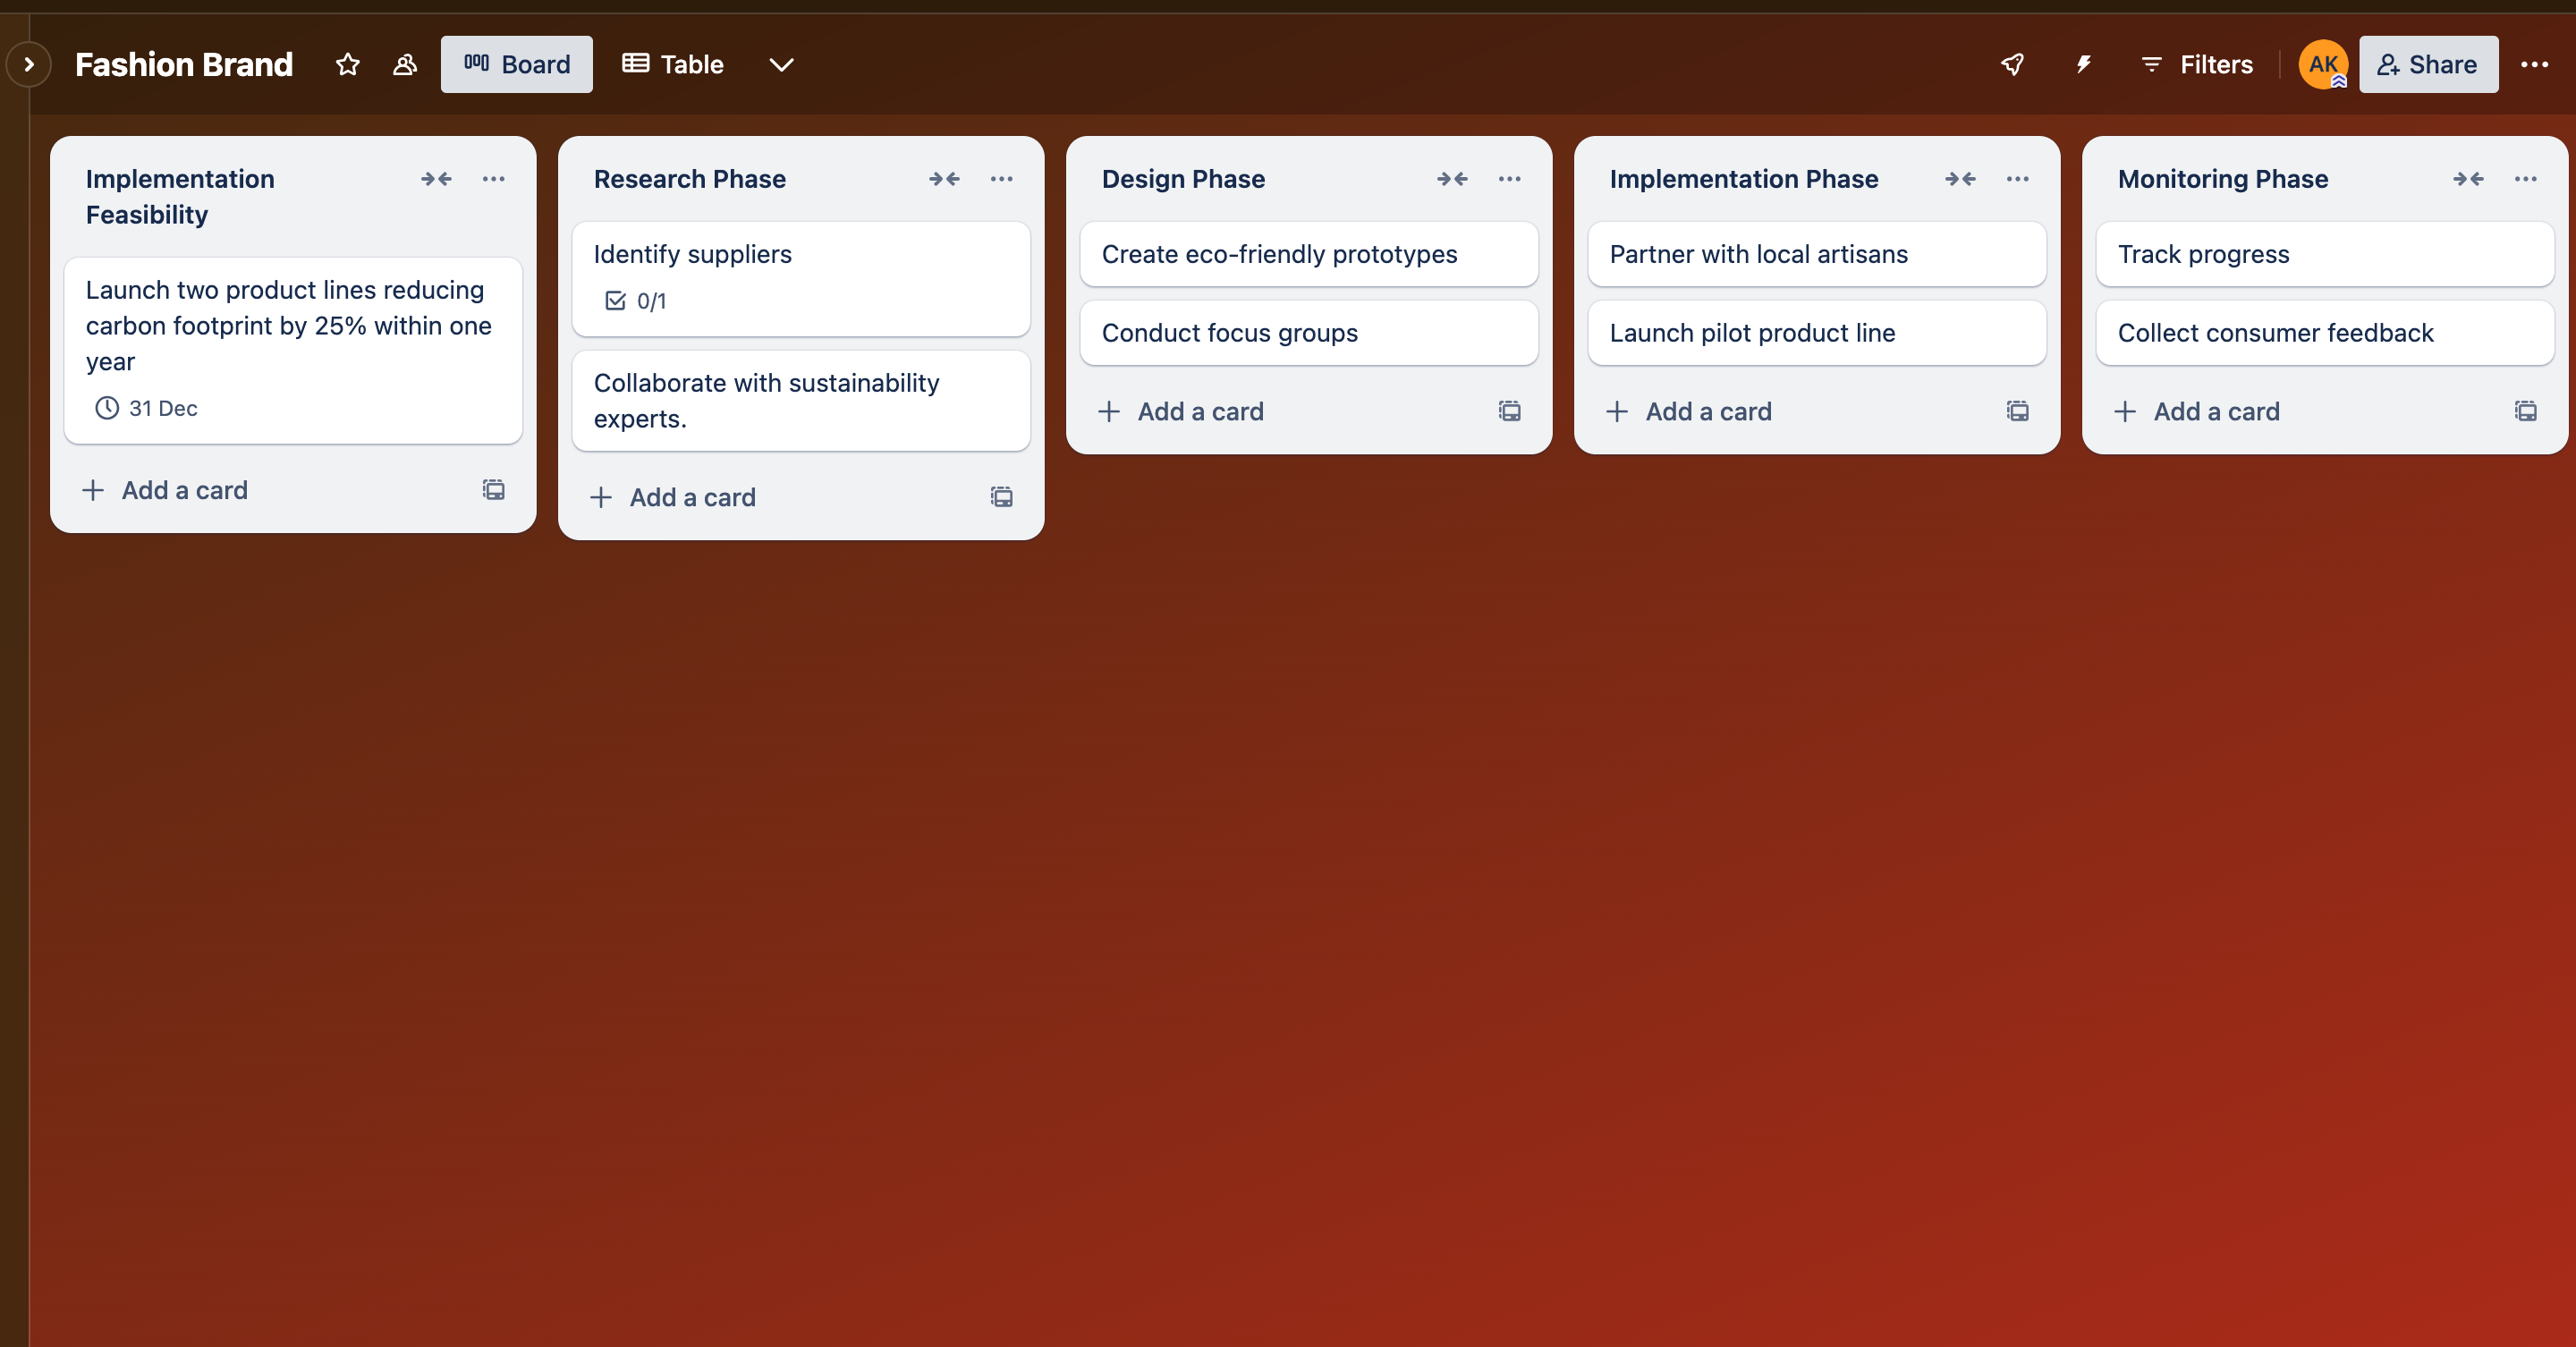 Fashion Brand
Board
Table
Filters
AK
Share
Implementation
Feasibility
Launch two product lines reducing
carbon footprint by 25% within one
year
31 Dec
Add a card
Research Phase
Identify suppliers
0/1
Collaborate with sustainability
experts.
Add a card
Design Phase
Create eco-friendly prototypes
Conduct focus groups
Add a card
Implementation Phase
Partner with local artisans
Launch pilot product line
Add a card
Monitoring Phase
Track progress
Collect consumer feedback
Add a card